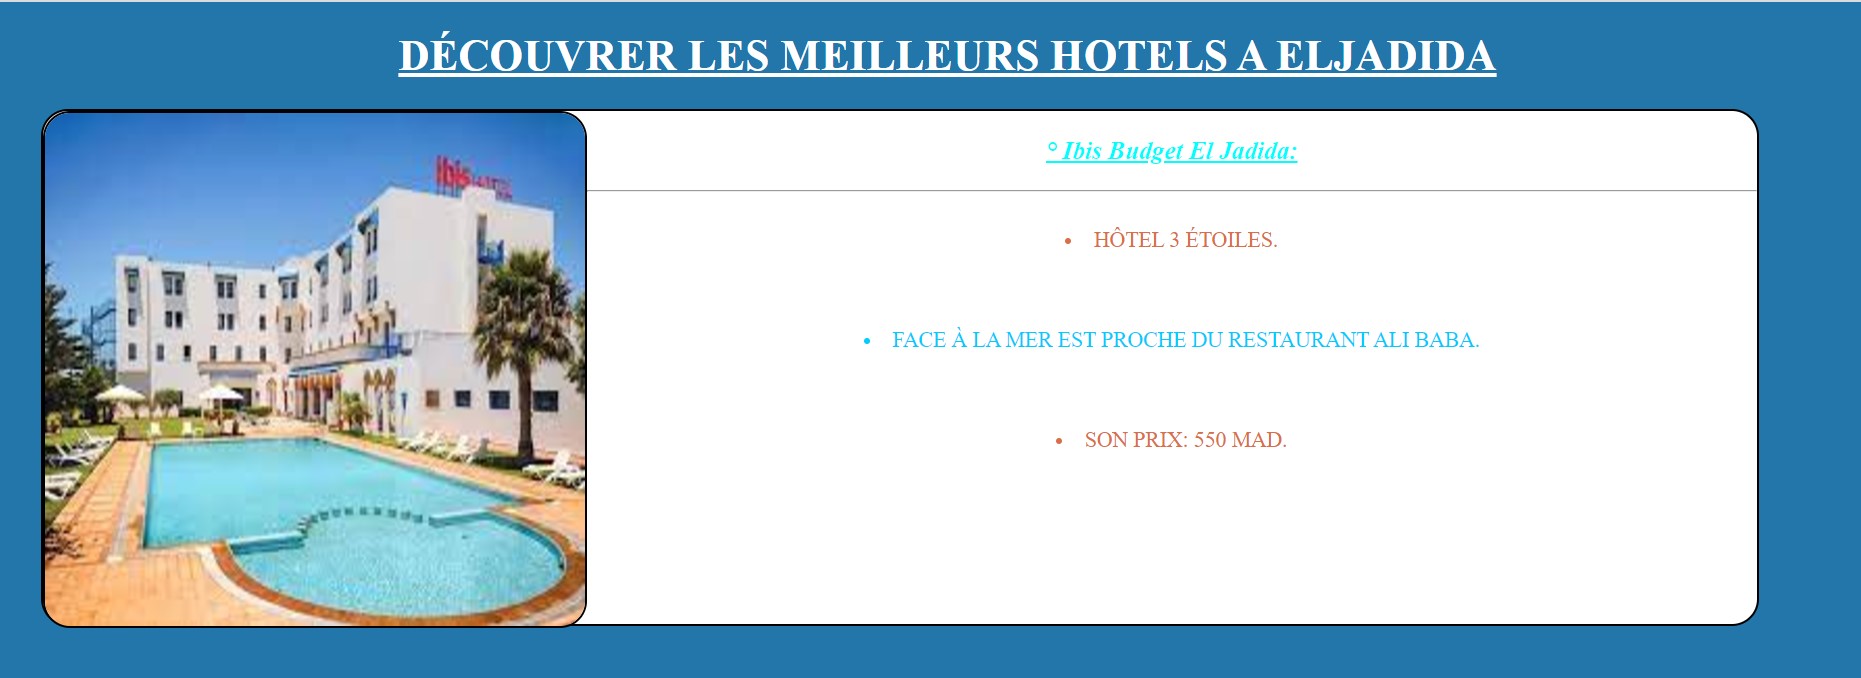 DÉCOUVRER LES MEILLEURS HOTELS A ELJADIDA
ibis
° Ibis Budget El Jadida:
• HÔTEL 3 ÉTOILES.
• FACE À LA MER EST PROCHE DU RESTAURANT ALI BABA.
• SON PRIX: 550 MAD.